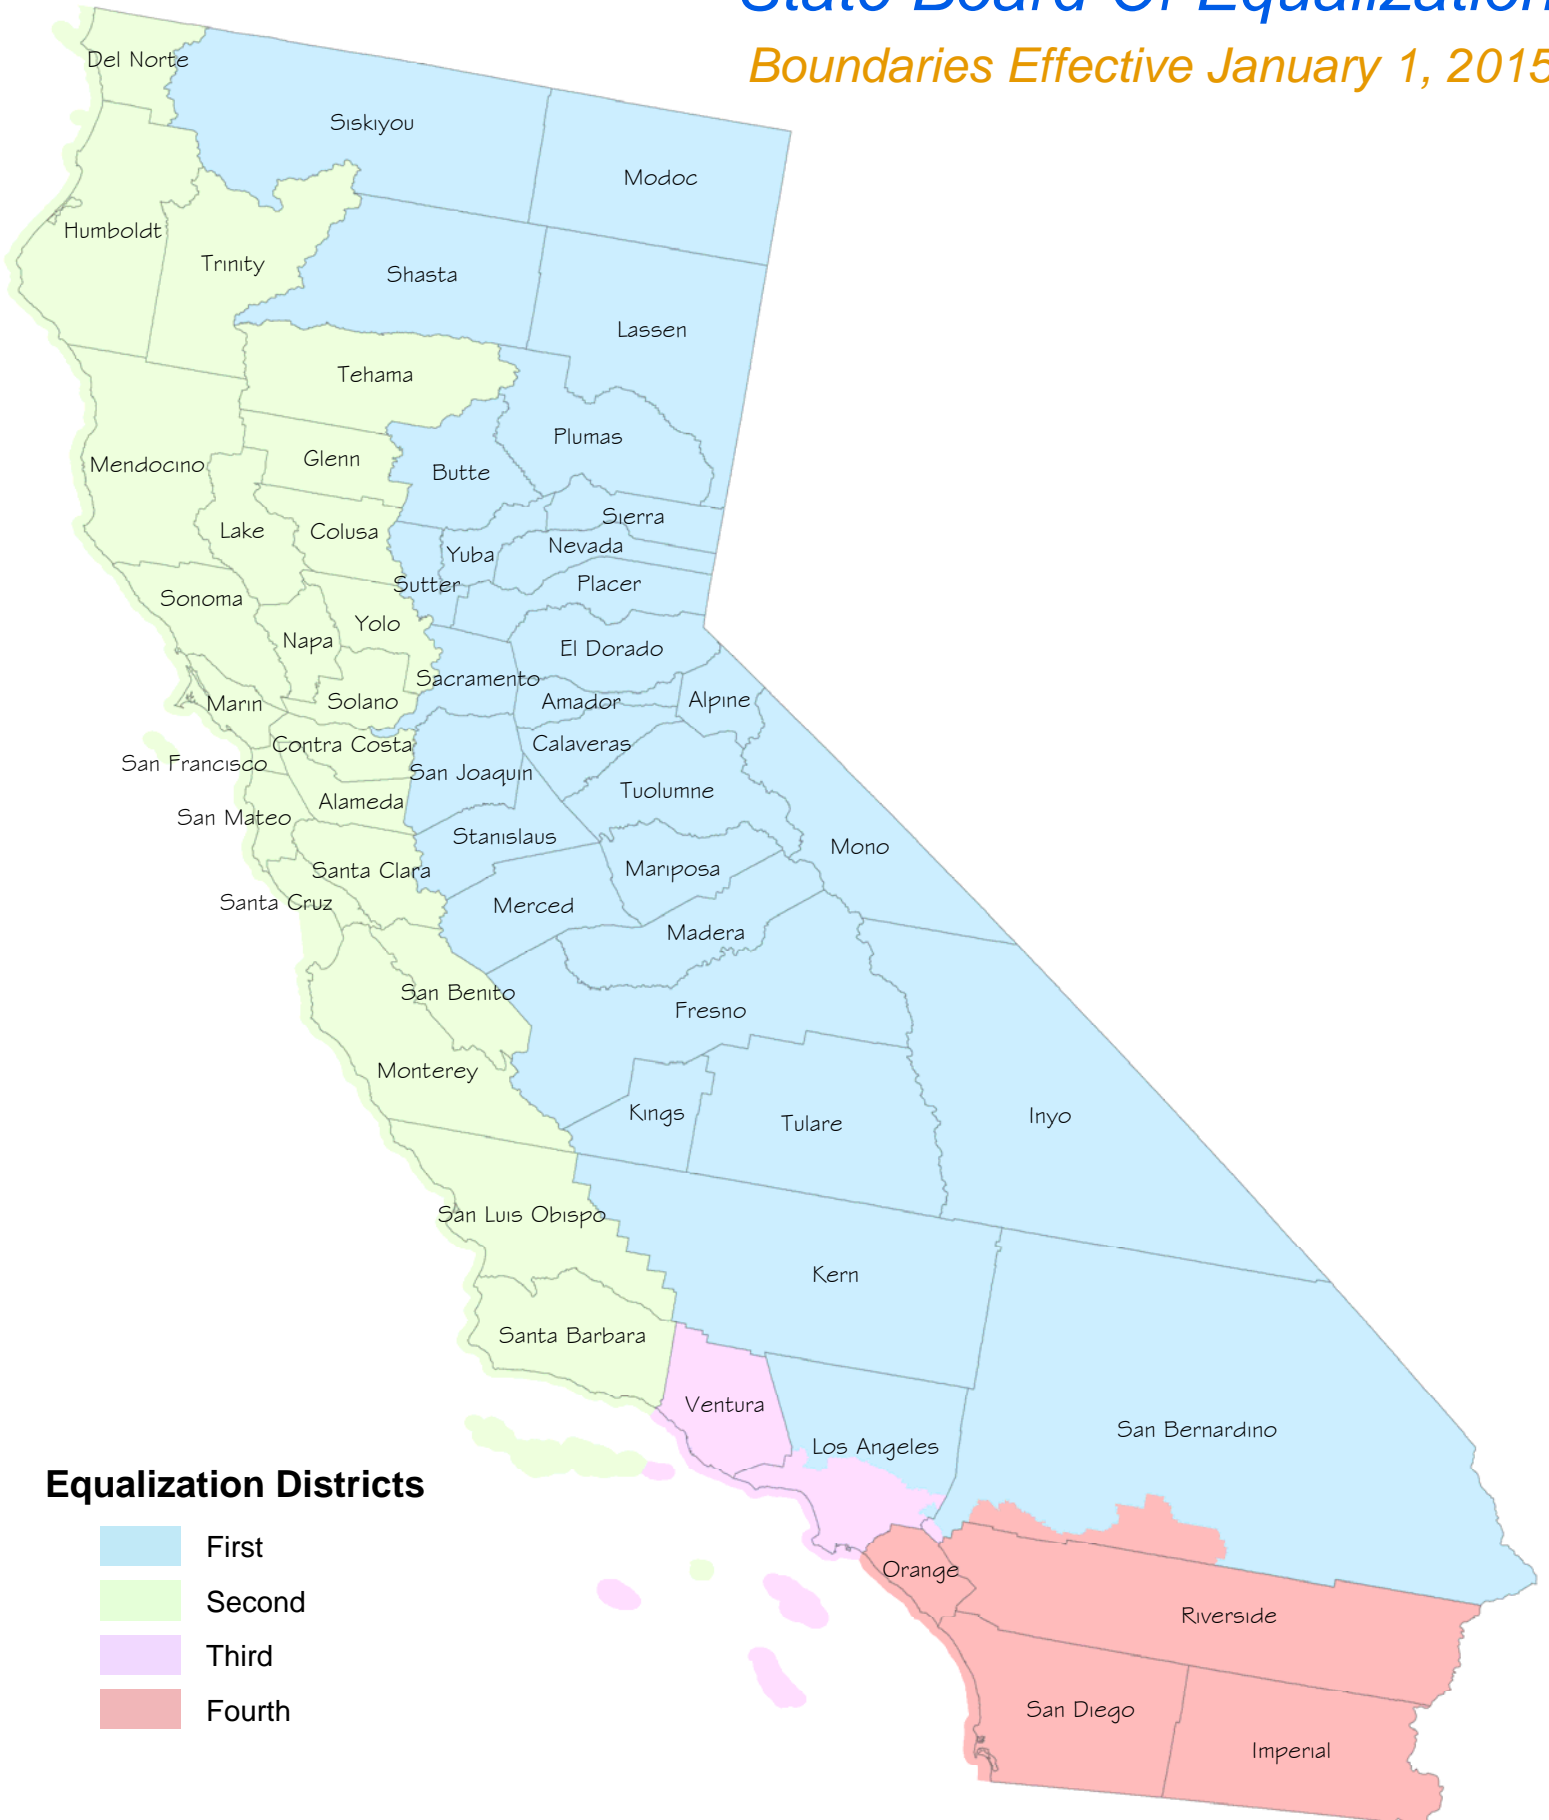 State Board Of Equalization
Boundaries Effective January 1, 2015
Del Norte
Siskiyou
Modoc
Humboldt
Trinity
Shasta
Lassen
Tehama
Plumas
Mendocino
Glenn
Butte
Lake
Colusa
Sierra
Yuba
Nevada
Sutter
Placer
Sonoma
Yolo
Napa
El Dorado
Sacramento
Marin
Solano
Amador
Alpine
Contra Costa
Calaveras
San Francisco
San Joaquin
Alameda
Tuolumne
San Mateo
Stanislaus
Mono
Santa Clara
Mariposa
Santa Cruz
Merced
Madera
San Benito
Fresno
Monterey
Kings
Tulare
Inyo
San Luis Obispo
Kern
Santa Barbara
Ventura
Los Angeles
San Bernardino
Orange
Riverside
San Diego
Imperial
Equalization Districts
First
Second
Third
Fourth